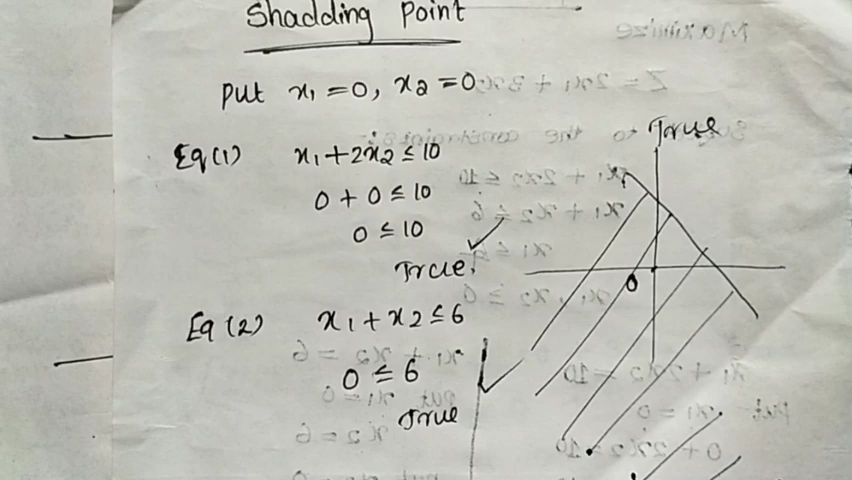 Shadding Point
Put x₁ = 0, x₂ = 0
Eq (1) x₁ + 2x₂ ≤ 10
0 + 0 ≤ 10
0 ≤ 10
True.
True
0
Eq (2) x₁ + x₂ ≤ 6
0 ≤ 6
True